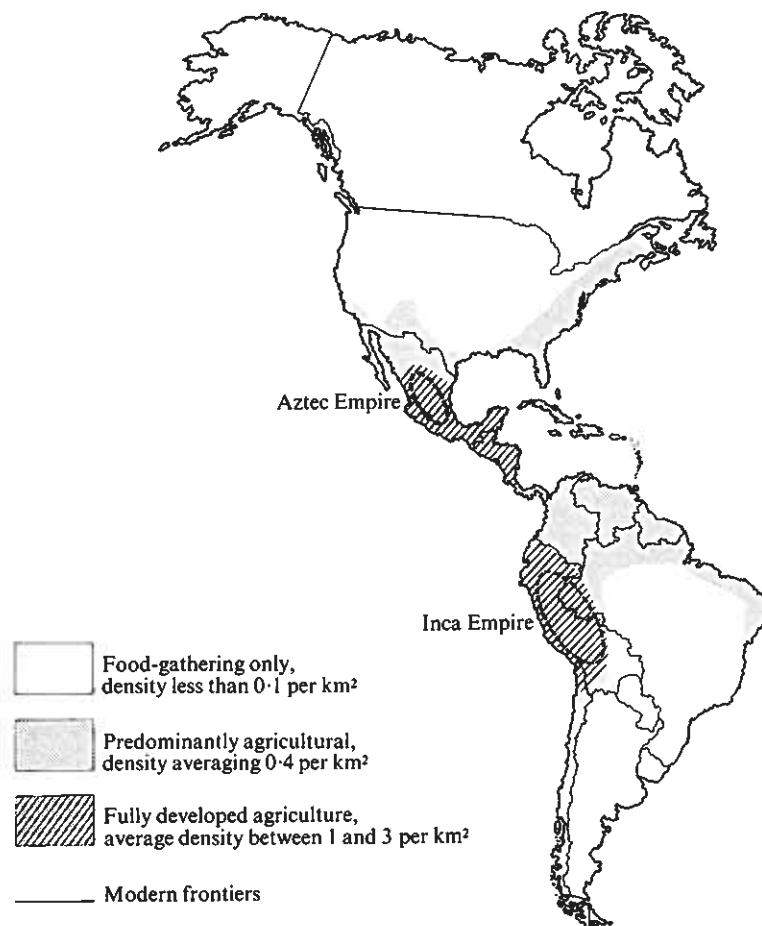 Aztec Empire
Inca Empire
Food-gathering only,
density less than 0·1 per km²
Predominantly agricultural,
density averaging 0·4 per km²
Fully developed agriculture,
average density between 1 and 3 per km²
Modern frontiers